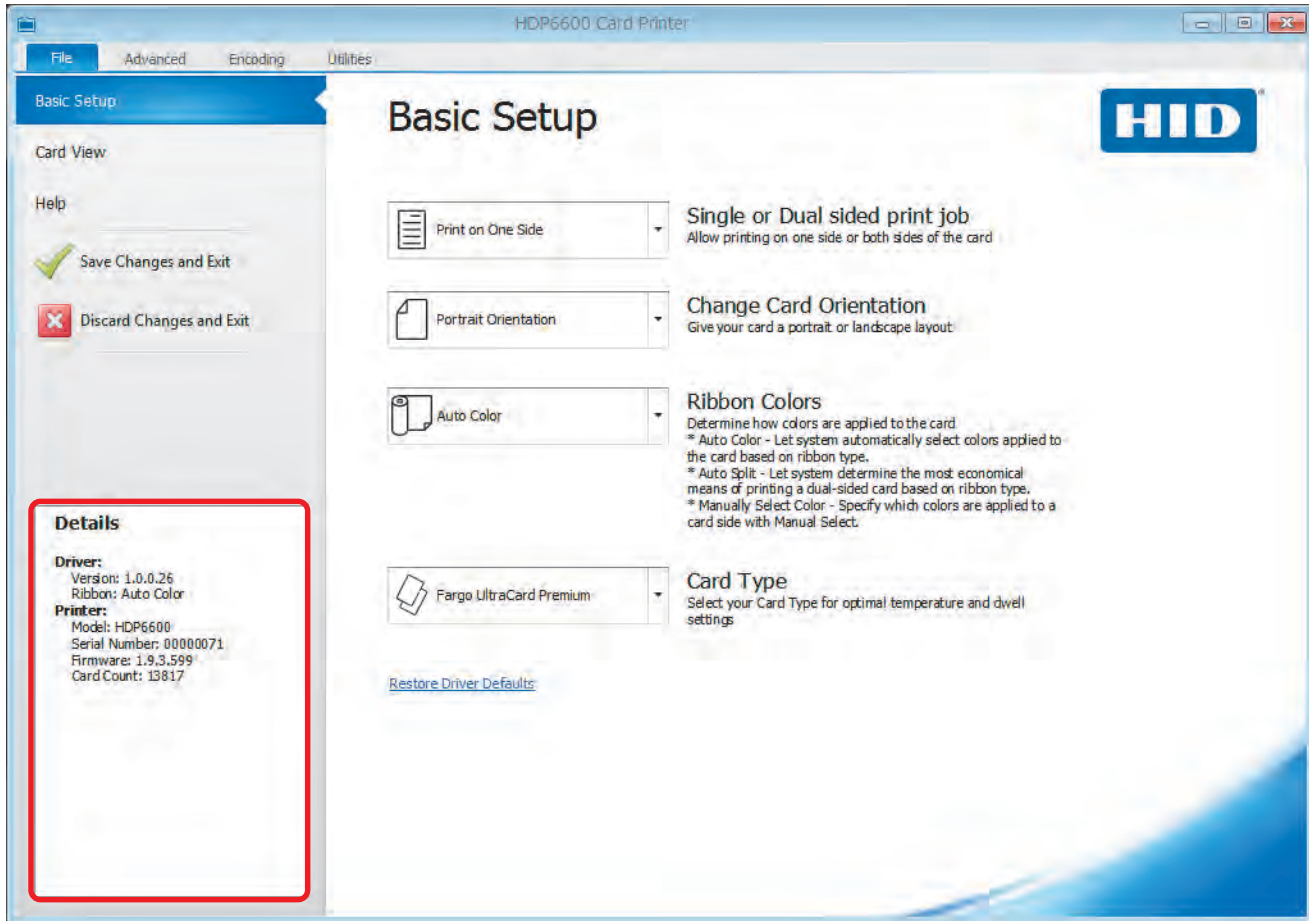 HDP6600 Card Printer
File Advanced Encoding Utilities
Basic Setup
Card View
Help
Save Changes and Exit
Discard Changes and Exit
Details
Driver:
Version: 1.0.0.26
Ribbon: Auto Color
Printer:
Model: HDP6600
Serial Number: 00000071
Firmware: 1.9.3.599
Card Count: 13817
Basic Setup
HID®
Print on One Side
Single or Dual sided print job
Allow printing on one side or both sides of the card
Portrait Orientation
Change Card Orientation
Give your card a portrait or landscape layout
Auto Color
Ribbon Colors
Determine how colors are applied to the card
* Auto Color - Let system automatically select colors applied to
the card based on ribbon type.
* Auto Split - Let system determine the most economical
means of printing a dual-sided card based on ribbon type.
* Manually Select Color - Specify which colors are applied to a
card side with Manual Select.
Fargo UltraCard Premium
Card Type
Select your Card Type for optimal temperature and dwell
settings
Restore Driver Defaults